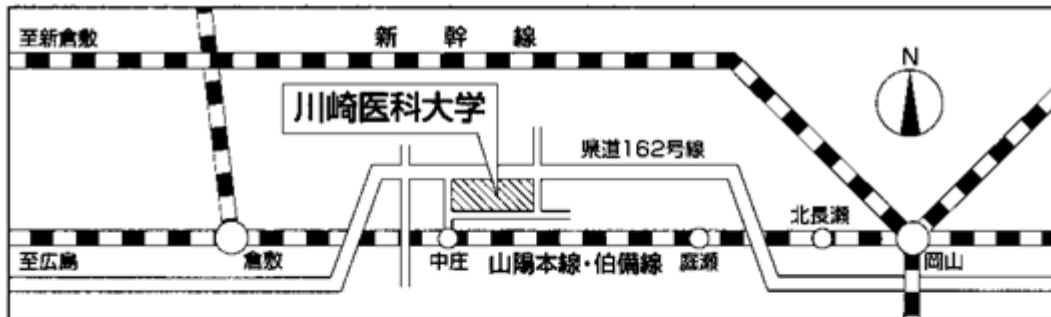 至新倉敷
新幹線
N
川崎医科大学
県道162号線
北長瀬
至広島
倉敷
中庄
山陽本線・伯備線
庭瀬
岡山